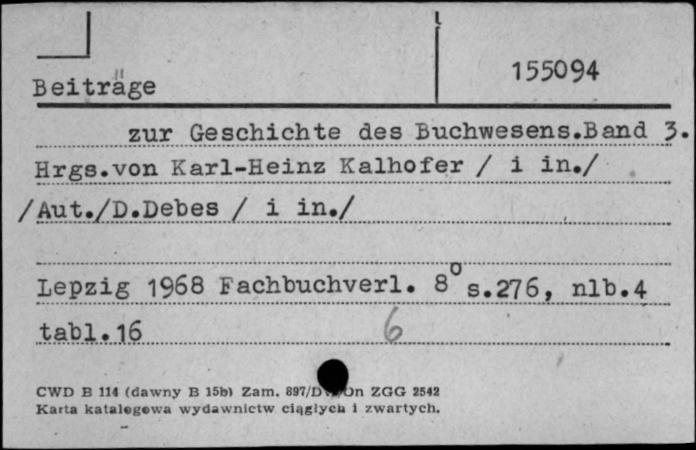 155094
Beiträge
zur Geschichte des Buchwesens.Band 3.
Hrgs.von Karl-Heinz Kalhofer / i in./
/Aut./D.Debes / i in./
Lepzig 1968 Fachbuchverl. 8° s.276, nlb.4
tabl.16 6
CWD B 114 (dawny B 15b) Zam. 897/D On ZGG 2542
Karta katalogowa wydawnictw ciągłych i zwartych.